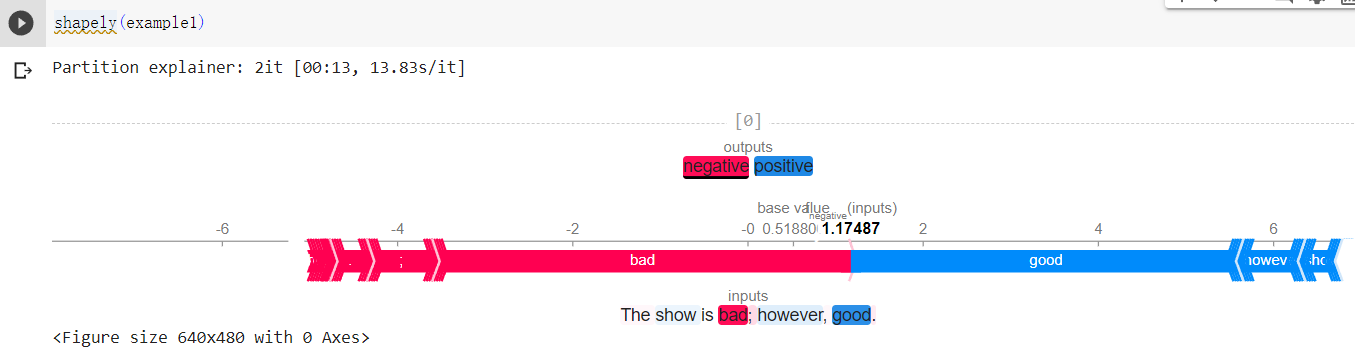 shapely(example1)
Partition explainer: 2it [00:13, 13.83s/it]
[0]
outputs
negative positive
base value (inputs)
negative
-6 -4 -2 -0 0.51880 1.17487 2 4 6
. ; bad good howev sho
inputs
The show is bad; however, good.
<Figure size 640x480 with 0 Axes>